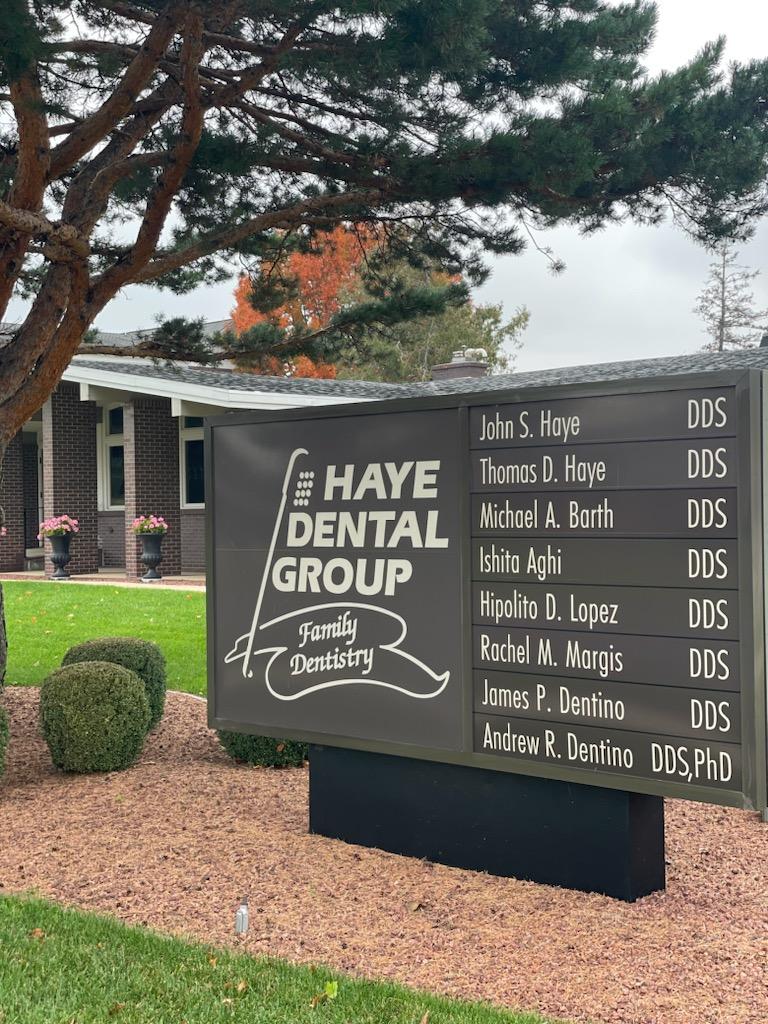 HAYE
DENTAL
GROUP
Family
Dentistry
John S. Haye DDS
Thomas D. Haye DDS
Michael A. Barth DDS
Ishita Aghi DDS
Hipolito D. Lopez DDS
Rachel M. Margis DDS
James P. Dentino DDS
Andrew R. Dentino DDS,PhD